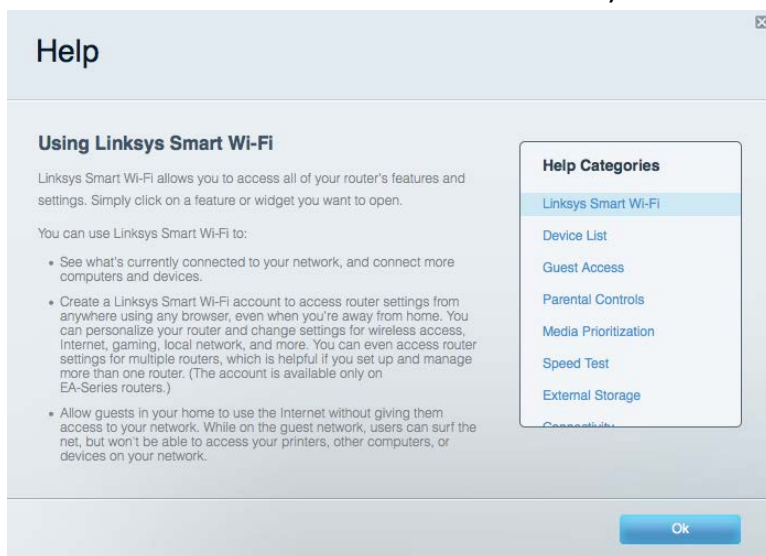 Help
Using Linksys Smart Wi-Fi
Linksys Smart Wi-Fi allows you to access all of your router's features and
settings. Simply click on a feature or widget you want to open.
You can use Linksys Smart Wi-Fi to:
• See what's currently connected to your network, and connect more
computers and devices.
• Create a Linksys Smart Wi-Fi account to access router settings from
anywhere using any browser, even when you're away from home. You
can personalize your router and change settings for wireless access,
Internet, gaming, local network, and more. You can even access router
settings for multiple routers, which is helpful if you set up and manage
more than one router. (The account is available only on
EA-Series routers.)
• Allow guests in your home to use the Internet without giving them
access to your network. While on the guest network, users can surf the
net, but won't be able to access your printers, other computers, or
devices on your network.
Help Categories
Linksys Smart Wi-Fi
Device List
Guest Access
Parental Controls
Media Prioritization
Speed Test
External Storage
Connectivity
Ok